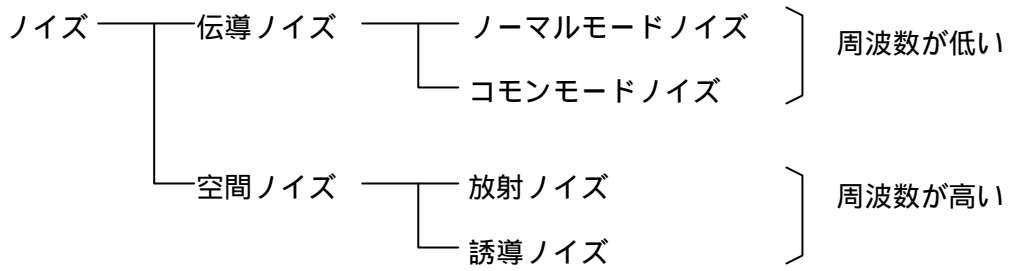 ノイズ 伝導ノイズ ノーマルモードノイズ 周波数が低い
コモンモードノイズ
空間ノイズ 放射ノイズ 周波数が高い
誘導ノイズ